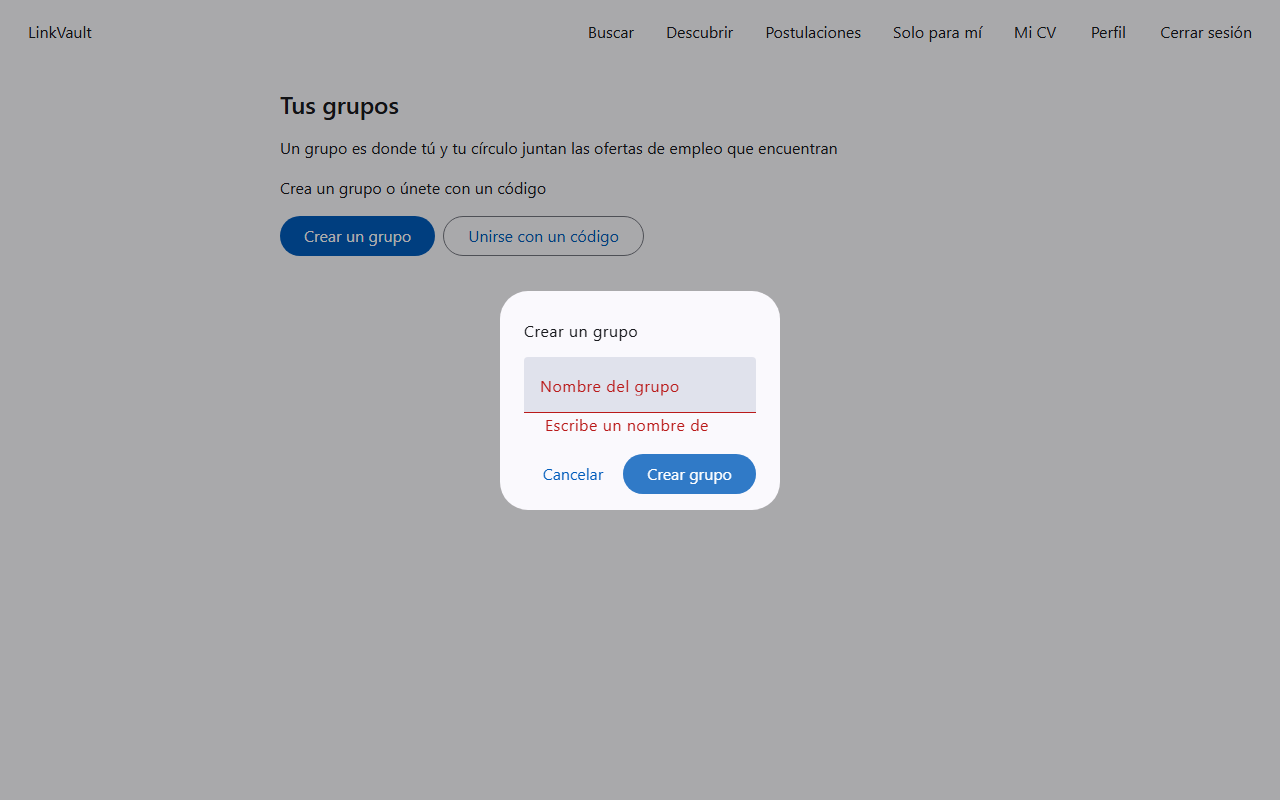 LinkVault
Buscar Descubrir Postulaciones Solo para mí Mi CV Perfil Cerrar sesión
Tus grupos
Un grupo es donde tú y tu círculo juntan las ofertas de empleo que encuentran
Crea un grupo o únete con un código
Crear un grupo Unirse con un código
Crear un grupo
Nombre del grupo
Escribe un nombre de
Cancelar Crear grupo